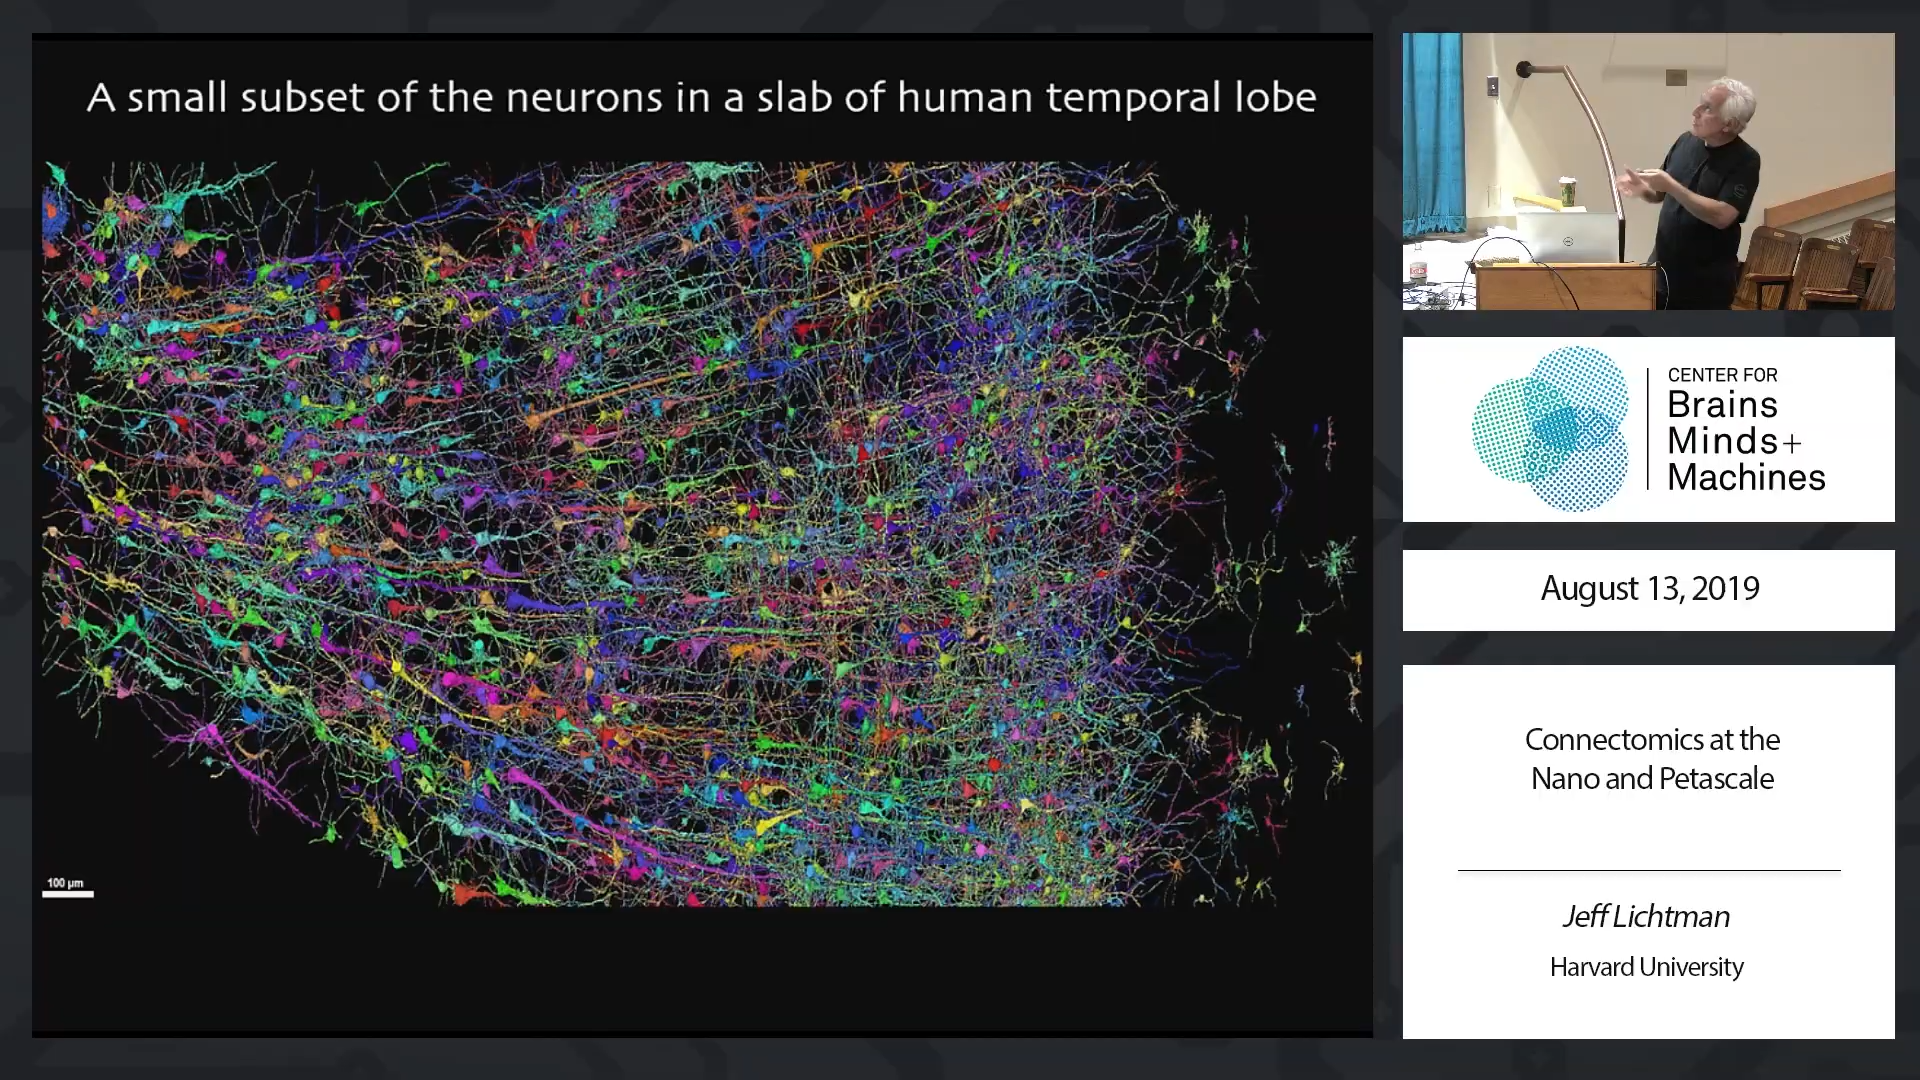 A small subset of the neurons in a slab of human temporal lobe
100 µm
CENTER FOR
Brains
Minds+
Machines
August 13, 2019
Connectomics at the
Nano and Petascale
Jeff Lichtman
Harvard University